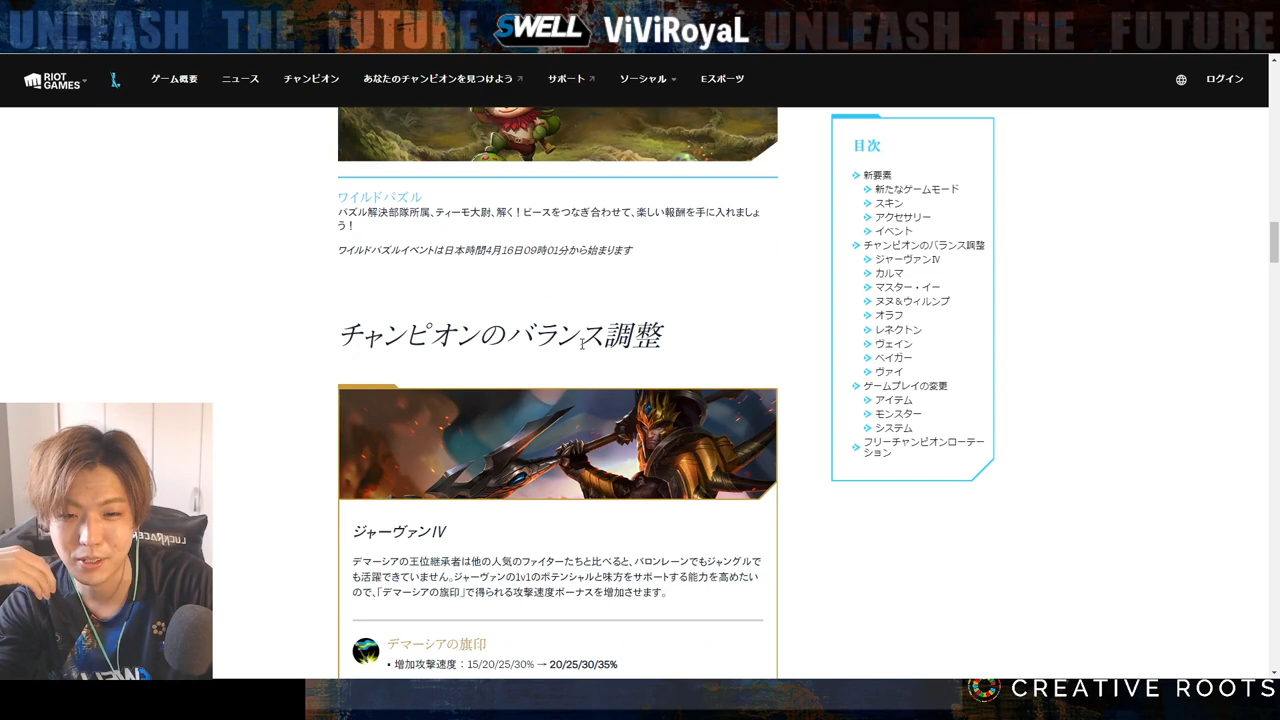 UNLEASH THE FUTURE SWELL ViViRoyaL UNLEASH THE FUTURE
RIOT GAMES ゲーム概要 ニュース チャンピオン あなたのチャンピオンを見つけよう サポート ソーシャル Eスポーツ ログイン
ワイルドパズル
パズル解決部隊所属、ティーモ大尉、解く！ピースをつなぎ合わせて、楽しい報酬を手に入れましょ
う！
ワイルドパズルイベントは日本時間4月16日09時01分から始まります
チャンピオンのバランス調整
ジャーヴァンIV
デマーシアの王位継承者は他の人気のファイターたちと比べると、バロンレーンでもジャングルで
も活躍できていません。ジャーヴァンの1v1のポテンシャルと味方をサポートする能力を高めたい
ので、「デマーシアの旗印」で得られる攻撃速度ボーナスを増加させます。
デマーシアの旗印
▪ 増加攻撃速度：15/20/25/30% → 20/25/30/35%
目次
新要素
新たなゲームモード
スキン
アクセサリー
イベント
チャンピオンのバランス調整
ジャーヴァンIV
カルマ
マスター・イー
ヌヌ＆ウィルンプ
オラフ
レネクトン
ヴェイン
ベイガー
ヴァイ
ゲームプレイの変更
アイテム
モンスター
システム
フリーチャンピオンローテー
ション
LUCKRACER
CREATIVE ROOTS